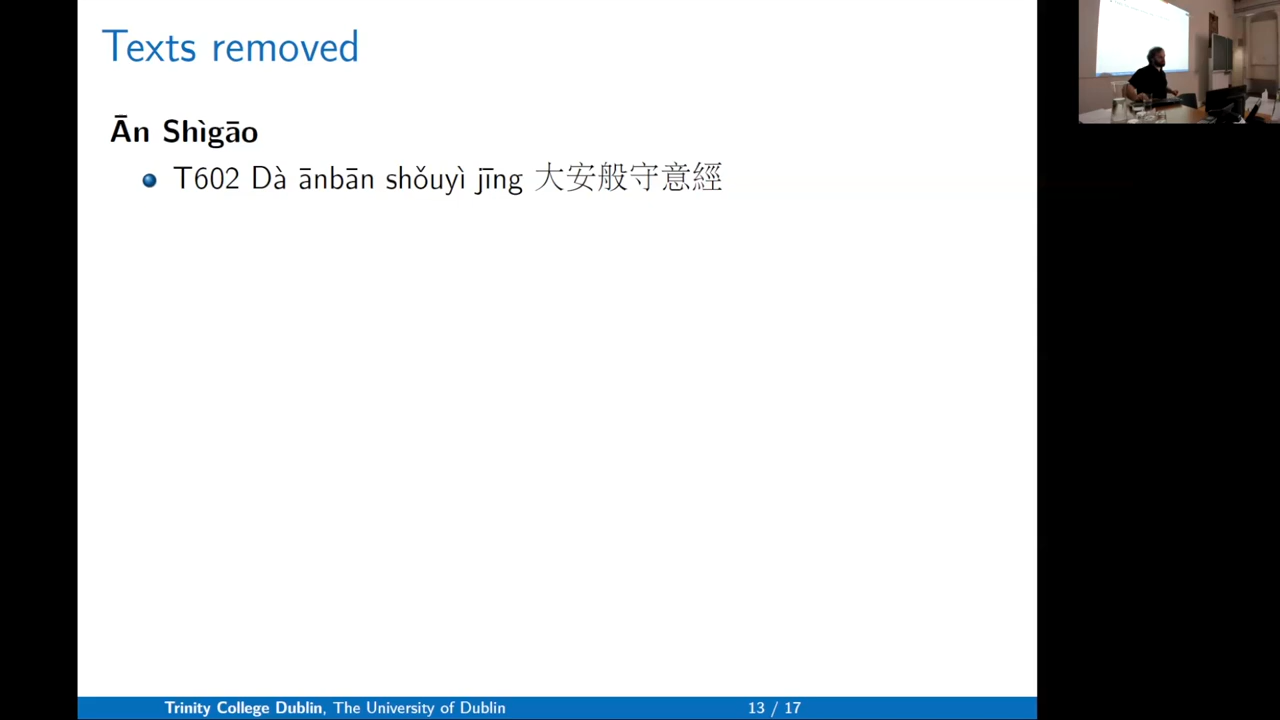 Texts removed
Ān Shìgāo
T602 Dà ānbān shǒuyì jīng 大安般守意經
Trinity College Dublin, The University of Dublin 13 / 17